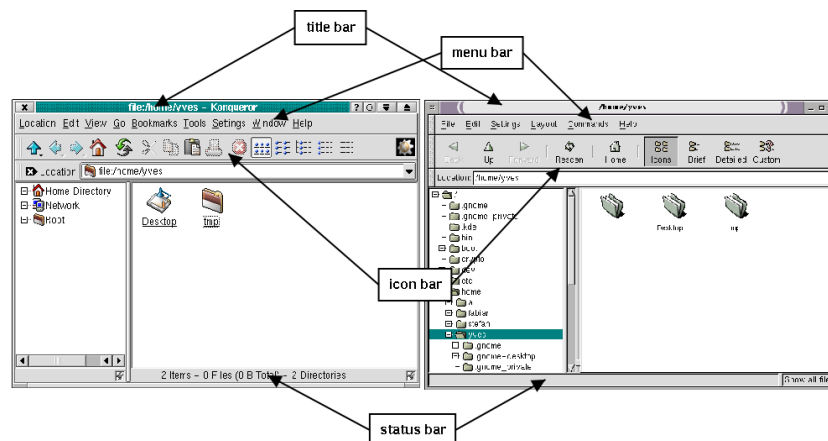 title bar
menu bar
file:/home/yves - Konqueror
Location Edit View Go Bookmarks Tools Settings Window Help
Location file:/home/yves
Home Directory
Network
Root
Desktop
tmp
2 Items - 0 Files (0 B Total) - 2 Directories
/home/yves
File Edit Settings Layout Commands Help
Back Up Forward Rescan Home Icons Brief Detailed Custom
Location: /home/yves
/
.gnome
.gnome_private
.kde
bin
boot
crypto
dev
etc
home
a
fabian
stefan
yves
.gnome
.gnome-desktop
.gnome_private
..
Desktop
tmp
Show all file
icon bar
status bar